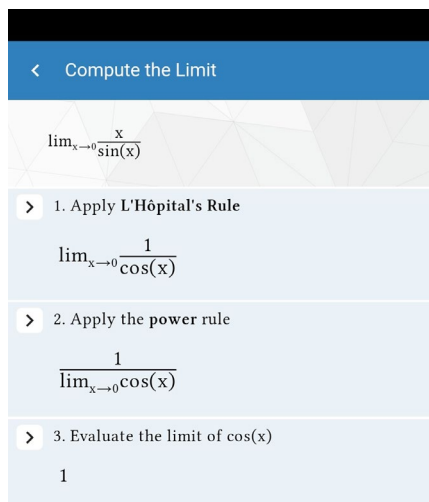 Compute the Limit
lim_{x→0} x/sin(x)
1. Apply L'Hôpital's Rule
lim_{x→0} 1/cos(x)
2. Apply the power rule
1/lim_{x→0}cos(x)
3. Evaluate the limit of cos(x)
1